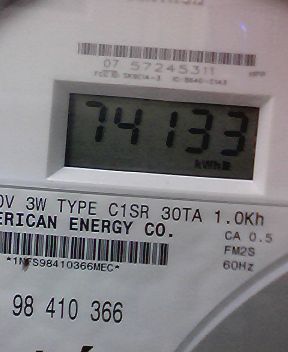 07 57245311
74133
kWh
0V 3W TYPE C1SR 30TA 1.0Kh
ERICAN ENERGY CO.
CA 0.5
FM2S
60Hz
98 410 366